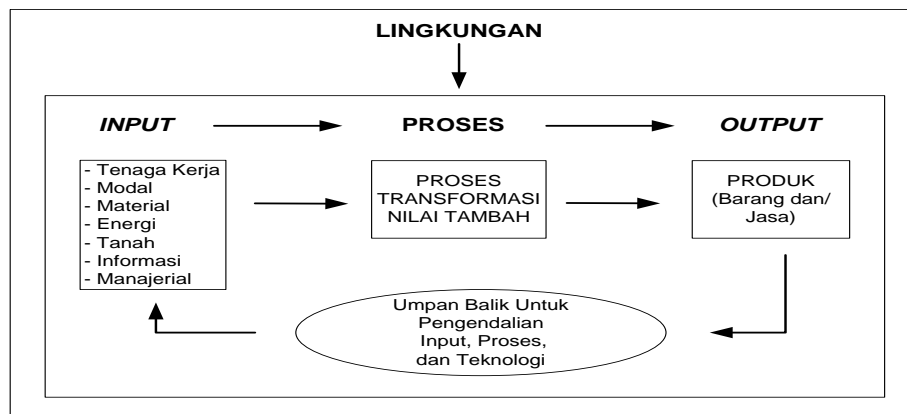 LINGKUNGAN
INPUT
PROSES
OUTPUT
- Tenaga Kerja
- Modal
- Material
- Energi
- Tanah
- Informasi
- Manajerial
PROSES
TRANSFORMASI
NILAI TAMBAH
PRODUK
(Barang dan/
Jasa)
Umpan Balik Untuk
Pengendalian
Input, Proses,
dan Teknologi